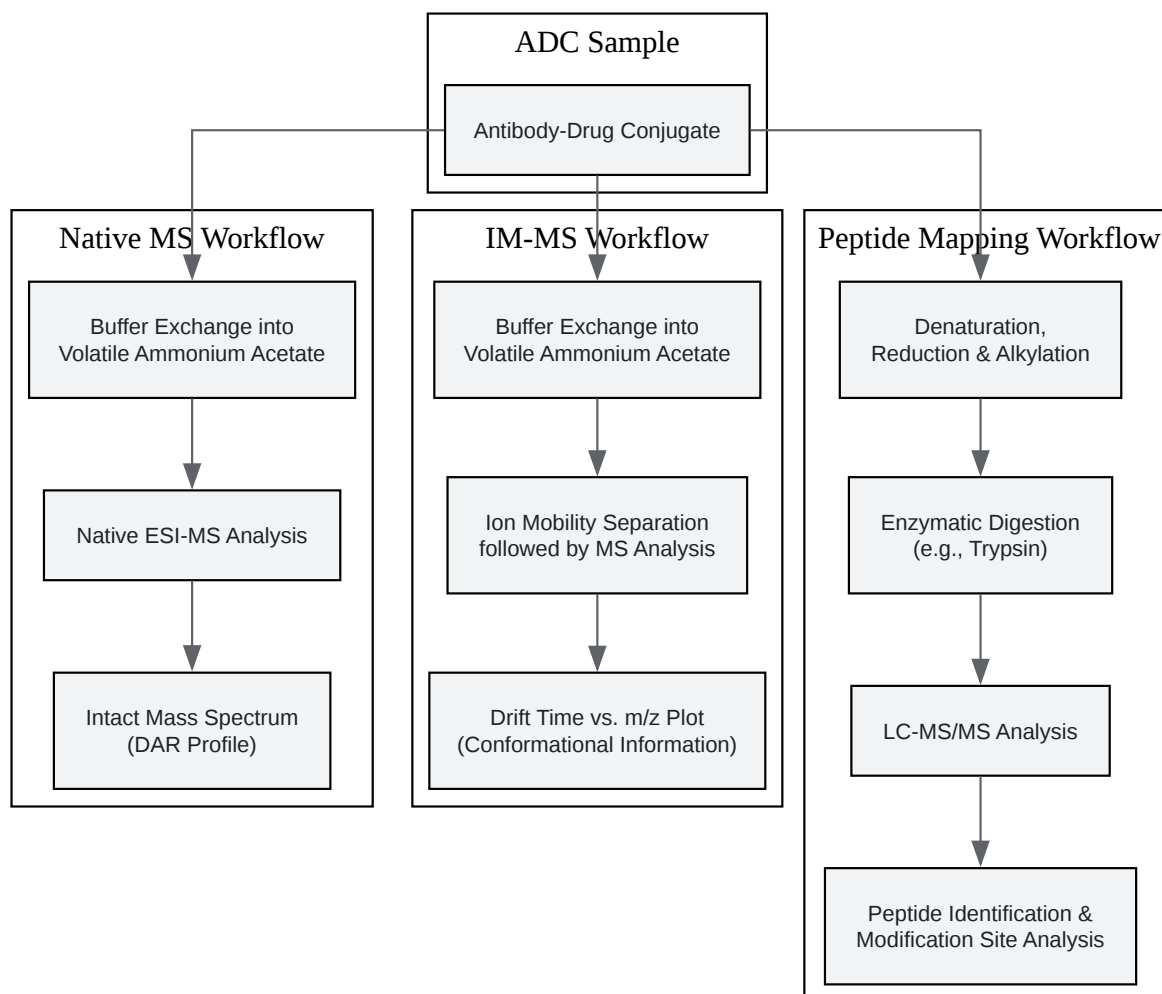 ADC Sample
Antibody-Drug Conjugate
Native MS Workflow
Buffer Exchange into
Volatile Ammonium Acetate
Native ESI-MS Analysis
Intact Mass Spectrum
(DAR Profile)
IM-MS Workflow
Buffer Exchange into
Volatile Ammonium Acetate
Ion Mobility Separation
followed by MS Analysis
Drift Time vs. m/z Plot
(Conformational Information)
Peptide Mapping Workflow
Denaturation,
Reduction & Alkylation
Enzymatic Digestion
(e.g., Trypsin)
LC-MS/MS Analysis
Peptide Identification &
Modification Site Analysis